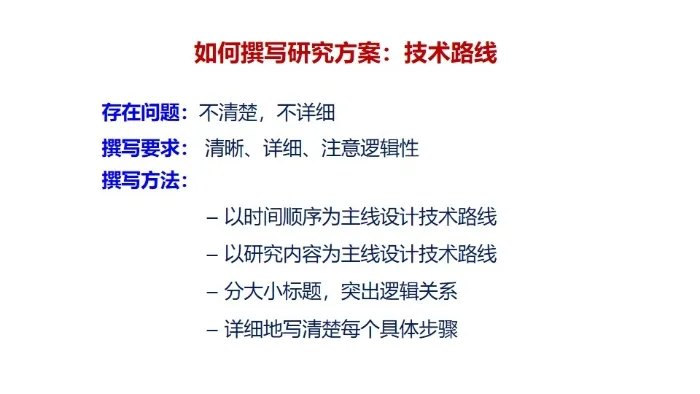 如何撰写研究方案：技术路线
存在问题：不清楚，不详细
撰写要求： 清晰、详细、注意逻辑性
撰写方法：
– 以时间顺序为主线设计技术路线
– 以研究内容为主线设计技术路线
– 分大小标题，突出逻辑关系
– 详细地写清楚每个具体步骤